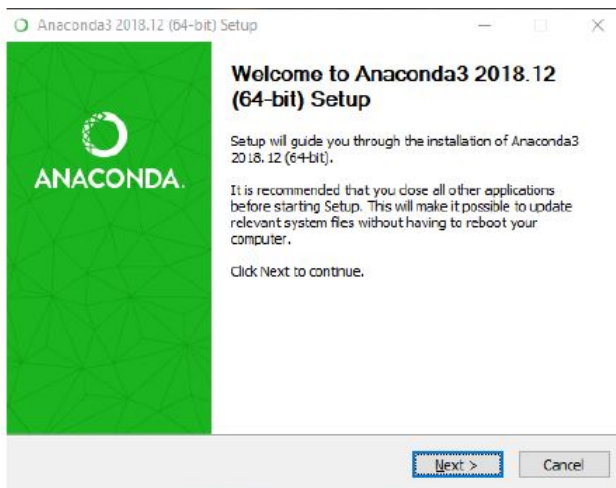 Anaconda3 2018.12 (64-bit) Setup
Welcome to Anaconda3 2018.12
(64-bit) Setup
Setup will guide you through the installation of Anaconda3
2018.12 (64-bit).
It is recommended that you close all other applications
before starting Setup. This will make it possible to update
relevant system files without having to reboot your
computer.
Click Next to continue.
ANACONDA.
Next >
Cancel